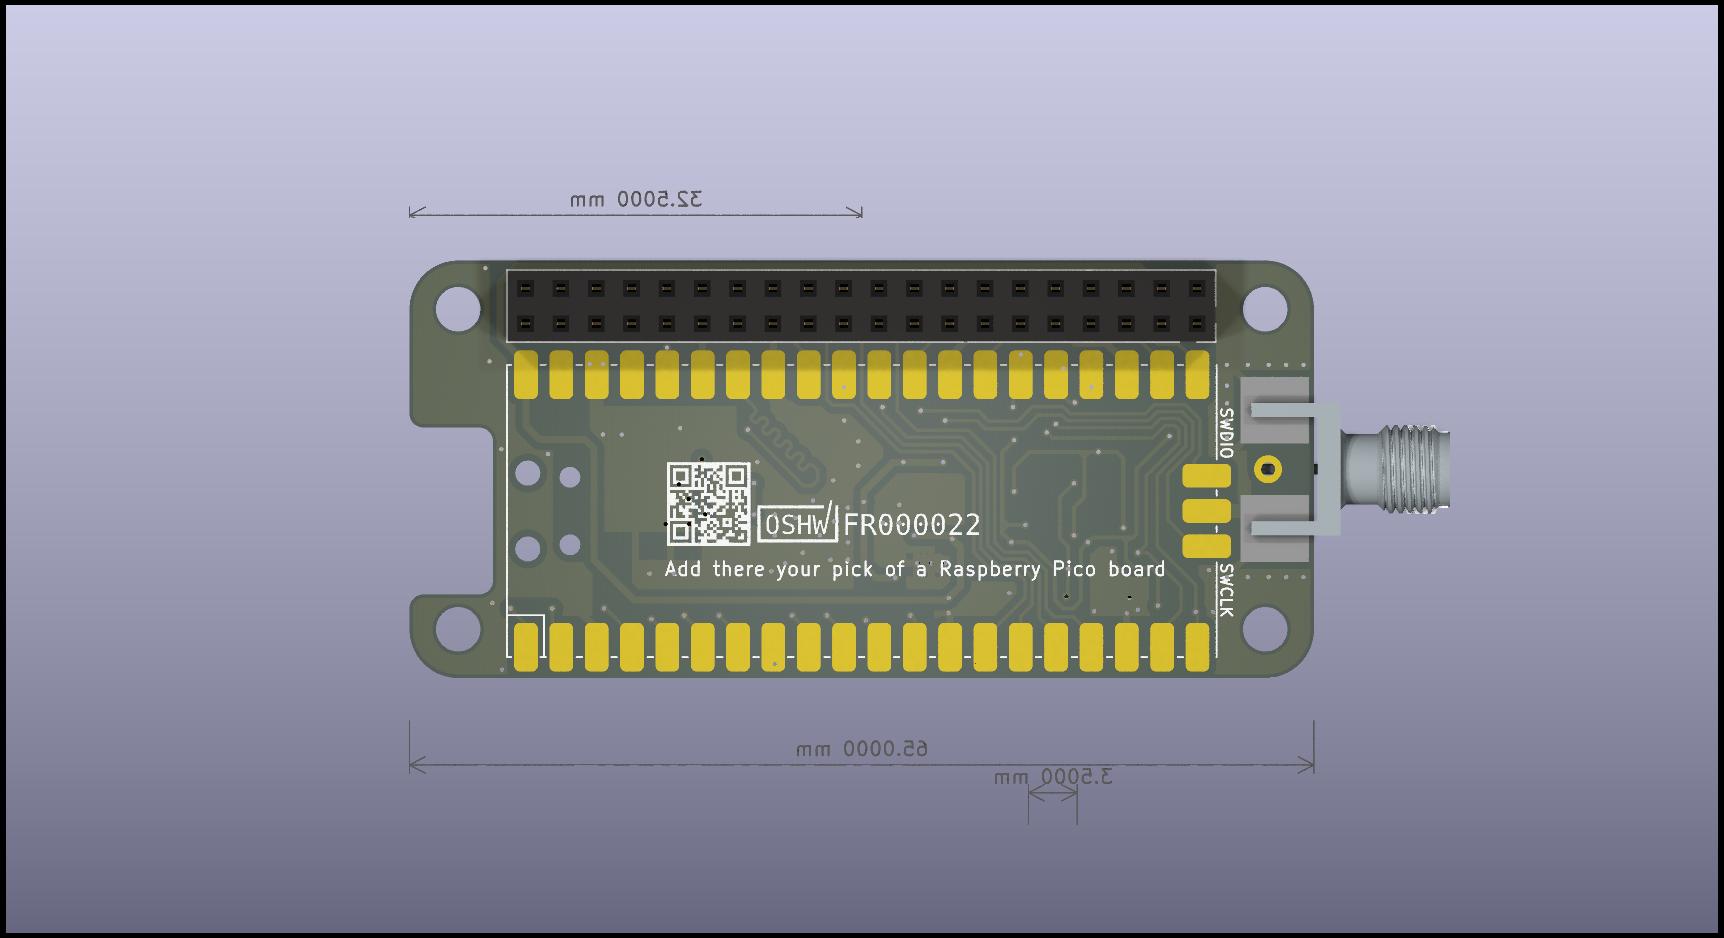 32.5000 mm
SWDIO
OSHW FR000022
Add there your pick of a Raspberry Pico board
SWCLK
65.0000 mm
3.5000 mm